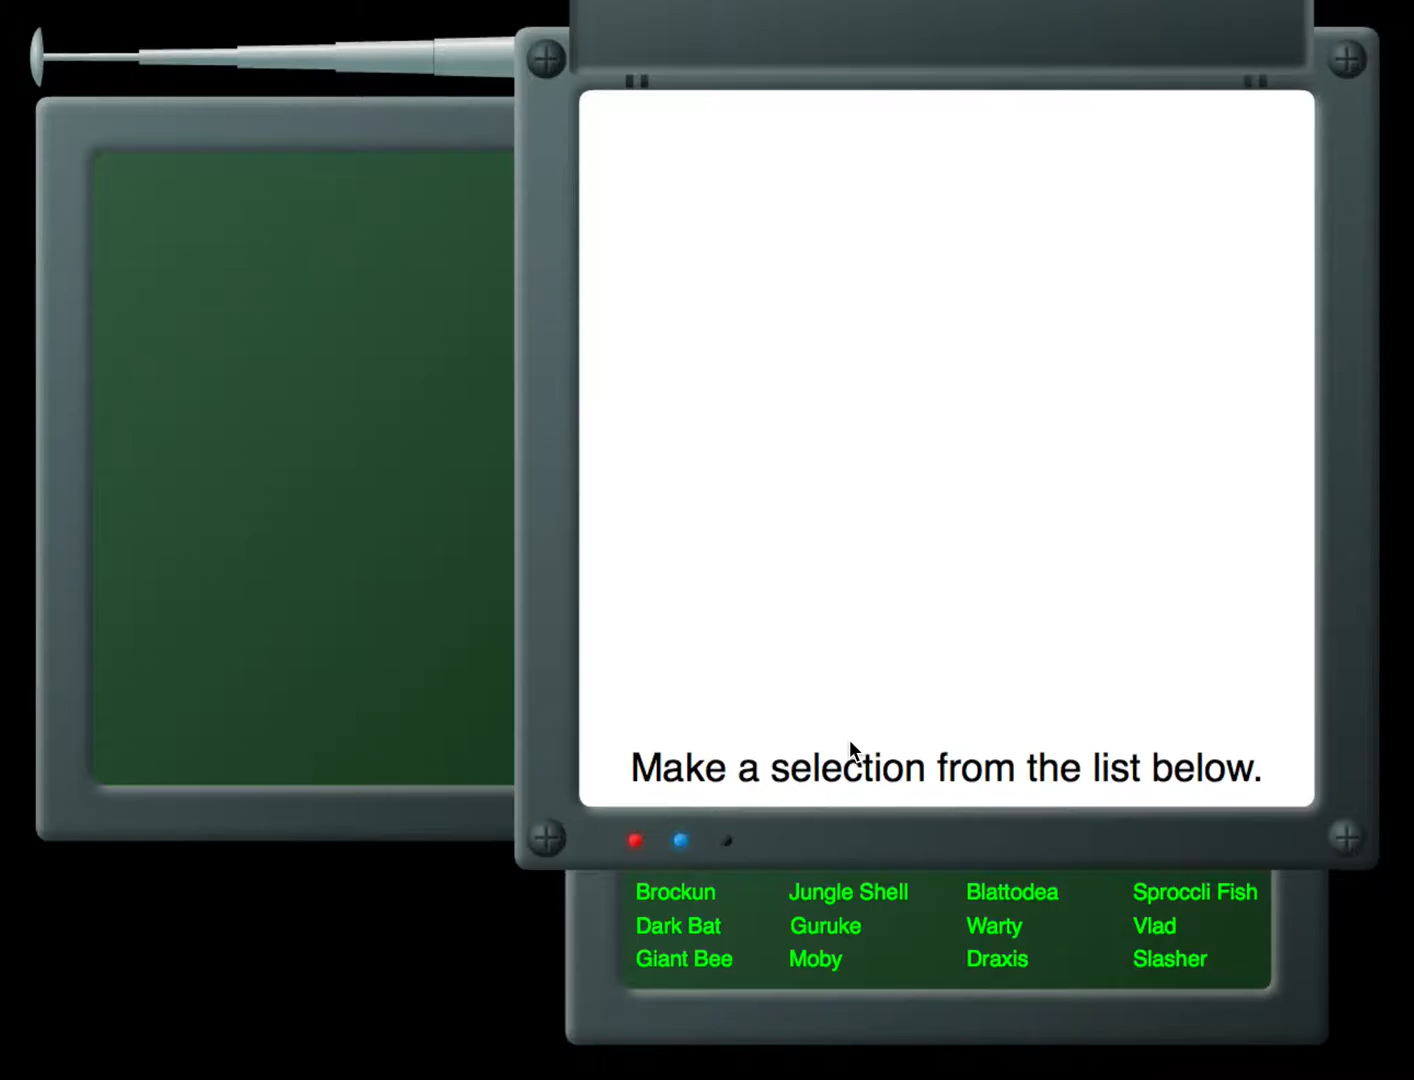 Make a selection from the list below.
Brockun Jungle Shell Blattodea Sproccli Fish
Dark Bat Guruke Warty Vlad
Giant Bee Moby Draxis Slasher